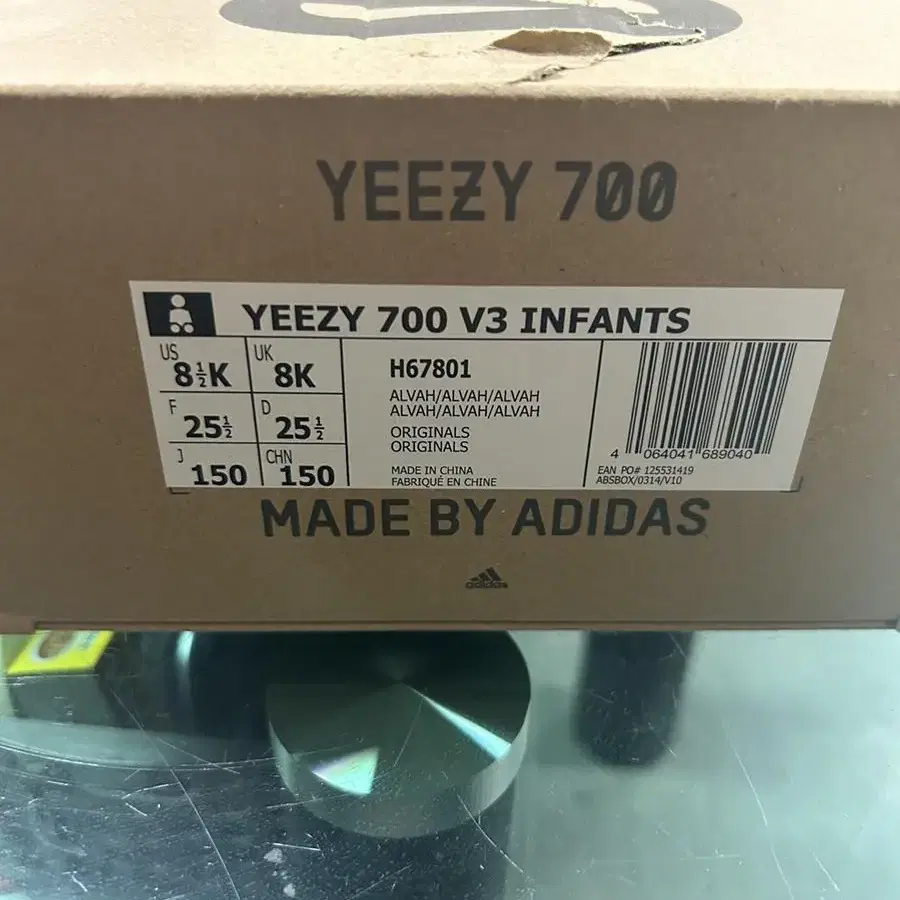 YEEZY 700
YEEZY 700 V3 INFANTS
US 8½K UK 8K
F 25½ D 25½
J 150 CHN 150
H67801
ALVAH/ALVAH/ALVAH
ALVAH/ALVAH/ALVAH
ORIGINALS
ORIGINALS
MADE IN CHINA
FABRIQUÉ EN CHINE
4 064041 689040
EAN PO# 125531419
ABSBOX/0314/V10
MADE BY ADIDAS
adidas